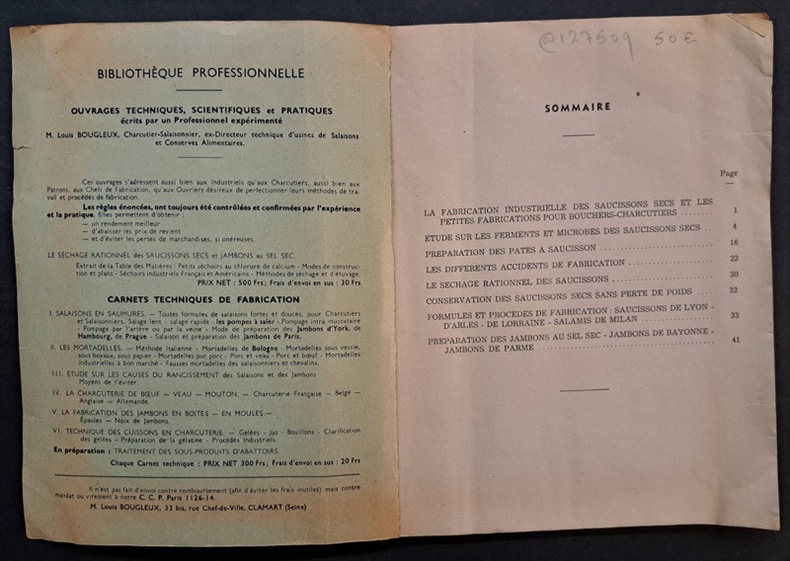 BIBLIOTHÈQUE PROFESSIONNELLE
OUVRAGES TECHNIQUES, SCIENTIFIQUES et PRATIQUES
écrits par un Professionnel expérimenté
M. Louis BOUGLEUX, Charcutier-Salaisonnier, ex-Directeur technique d'usines de Salaisons
et Conserves Alimentaires.
Ces ouvrages s'adressent aussi bien aux Industriels qu'aux Charcutiers, aussi bien aux
Patrons, aux Chefs de Fabrication, qu'aux Ouvriers désireux de perfectionner leurs méthodes de tra-
vail et procédés de fabrication.
Les règles énoncées, ont toujours été contrôlées et confirmées par l'expérience
et la pratique. Elles permettent d'obtenir :
— un rendement meilleur
— d'abaisser les prix de revient
— et d'éviter les pertes de marchandises, si onéreuses.
LE SÉCHAGE RATIONNEL des SAUCISSONS SECS et JAMBONS au SEL SEC.
Extrait de la Table des Matières : Petits séchoirs au chlorure de calcium - Modes de construc-
tion et plans - Séchoirs industriels Français et Américains - Méthodes de séchage et d'étuvage.
PRIX NET : 500 Frs ; Frais d'envoi en sus : 30 Frs
CARNETS TECHNIQUES DE FABRICATION
I. SALAISONS EN SAUMURES. — Toutes formules de salaisons fortes et douces, pour Charcutiers
et Salaisonniers. Salage lent - salage rapide - les pompes à saler - Pompage intra musculaire
- Pompage par l'artère ou par la veine - Mode de préparation des Jambons d'York, de
Hambourg, de Prague - Salaison et préparation des Jambons de Paris.
II. LES MORTADELLES. — Méthode Italienne - Mortadelles de Bologne - Mortadelles sous vessie,
sous boyaux, sous papier - Mortadelles pur porc - Porc et veau - Porc et bœuf - Mortadelles
Industrielles à bon marché - Fausses mortadelles des salaisonniers et chevalins.
III. ÉTUDE SUR LES CAUSES DU RANCISSEMENT des Salaisons et des Jambons
Moyens de l'éviter.
IV. LA CHARCUTERIE DE BŒUF — VEAU — MOUTON. — Charcuterie Française — Belge —
Anglaise — Allemande.
V. LA FABRICATION DES JAMBONS EN BOITES — EN MOULES.—
Épaules — Noix de Jambons.
VI. TECHNIQUE DES CUISSONS EN CHARCUTERIE. — Gelées - Jus - Bouillons - Clarification
des gelées - Préparation de la gélatine - Procédés Industriels.
En préparation : TRAITEMENT DES SOUS-PRODUITS D'ABATTOIRS.
Chaque Carnet technique : PRIX NET 300 Frs ; Frais d'envoi en sus : 20 Frs
Il n'est pas fait d'envoi contre remboursement (afin d'éviter les frais inutiles) mais contre
mandat ou virement à notre C. C. P. Paris 1126-14.
M. Louis BOUGLEUX, 33 bis, rue Chef-de-Ville, CLAMART (Seine)
@127509 50€
SOMMAIRE
Page
LA FABRICATION INDUSTRIELLE DES SAUCISSONS SECS ET LES
PETITES FABRICATIONS POUR BOUCHERS-CHARCUTIERS ........ 1
ETUDE SUR LES FERMENTS ET MICROBES DES SAUCISSONS SECS .. 4
PREPARATION DES PATES A SAUCISSON ........ 16
LES DIFFERENTS ACCIDENTS DE FABRICATION ........ 22
LE SECHAGE RATIONNEL DES SAUCISSONS ........ 30
CONSERVATION DES SAUCISSONS SECS SANS PERTE DE POIDS .... 32
FORMULES ET PROCEDES DE FABRICATION : SAUCISSONS DE LYON -
D'ARLES - DE LORRAINE - SALAMIS DE MILAN ........ 33
PREPARATION DES JAMBONS AU SEL SEC - JAMBONS DE BAYONNE -
JAMBONS DE PARME ........ 41